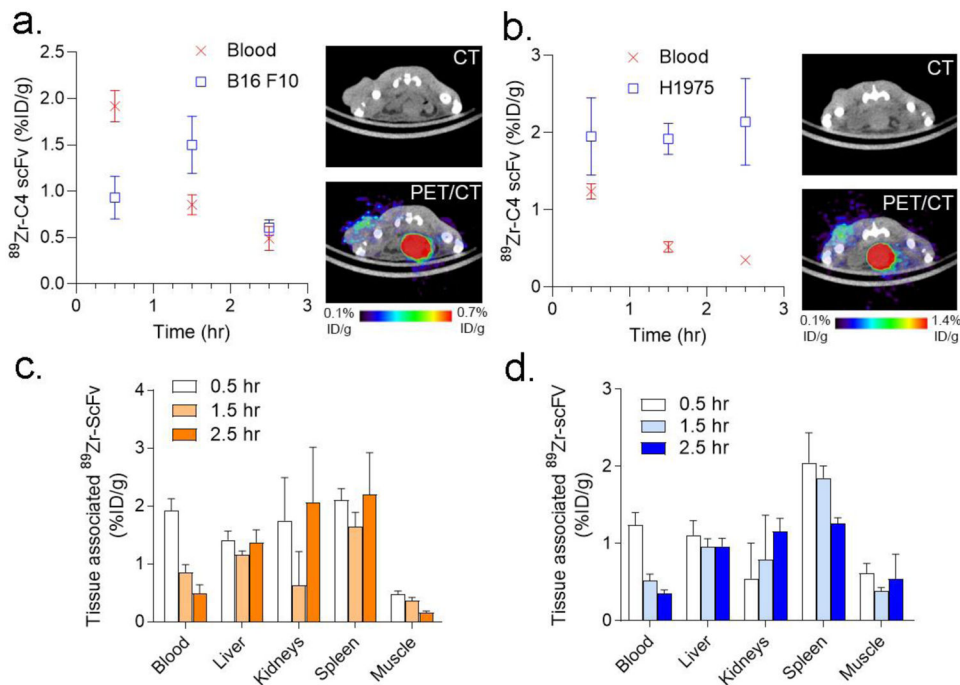 a.
⁸⁹Zr-C4 scFv (%ID/g)
2.5
2.0
1.5
1.0
0.5
0.0
0
1
2
3
Time (hr)
Blood
B16 F10
CT
PET/CT
0.1%
ID/g
0.7%
ID/g
b.
⁸⁹Zr-C4 scFv (%ID/g)
3
2
1
0
0
1
2
3
Time (hr)
Blood
H1975
CT
PET/CT
0.1%
ID/g
1.4%
ID/g
c.
Tissue associated ⁸⁹Zr-ScFv
(%ID/g)
4
3
2
1
0
0.5 hr
1.5 hr
2.5 hr
Blood
Liver
Kidneys
Spleen
Muscle
d.
Tissue associated ⁸⁹Zr-scFV
(%ID/g)
3
2
1
0
0.5 hr
1.5 hr
2.5 hr
Blood
Liver
Kidneys
Spleen
Muscle